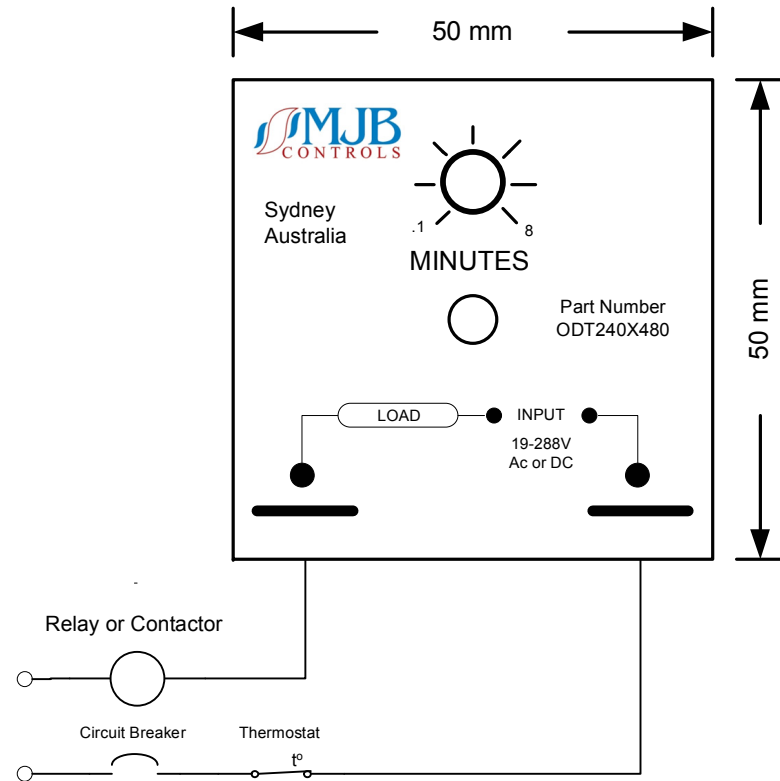 50 mm
MJB
CONTROLS
Sydney
Australia
.1
8
MINUTES
Part Number
ODT240X480
50 mm
LOAD
INPUT
19-288V
Ac or DC
-
Relay or Contactor
Circuit Breaker
Thermostat
tº